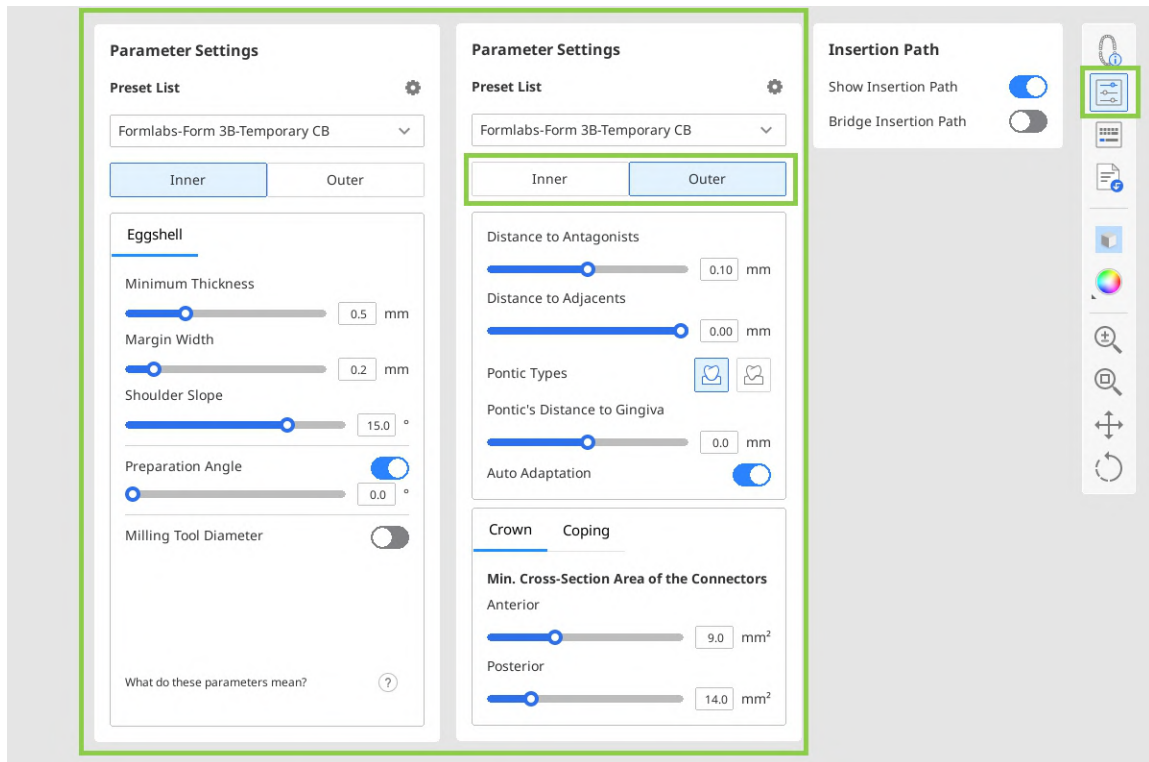 Parameter Settings
Preset List
Formlabs-Form 3B-Temporary CB
Inner Outer
Eggshell
Minimum Thickness
0.5 mm
Margin Width
0.2 mm
Shoulder Slope
15.0 °
Preparation Angle
0.0 °
Milling Tool Diameter
What do these parameters mean? ?
Parameter Settings
Preset List
Formlabs-Form 3B-Temporary CB
Inner Outer
Distance to Antagonists
0.10 mm
Distance to Adjacents
0.00 mm
Pontic Types
Pontic's Distance to Gingiva
0.0 mm
Auto Adaptation
Crown Coping
Min. Cross-Section Area of the Connectors
Anterior
9.0 mm²
Posterior
14.0 mm²
Insertion Path
Show Insertion Path
Bridge Insertion Path